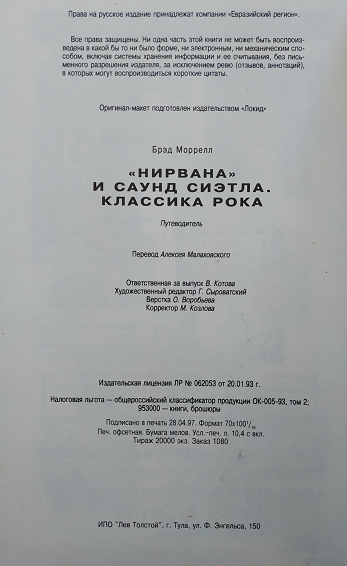 Права на русское издание принадлежат компании «Евразийский регион».
Все права защищены. Ни одна часть этой книги не может быть воспроиз-
ведена в какой бы то ни было форме, ни электронным, ни механическим спо-
собом, включая системы хранения информации и ее считывания, без пись-
менного разрешения издателя, за исключением ревю (отзывов, аннотаций),
в которых могут воспроизводиться короткие цитаты.
Оригинал-макет подготовлен издательством «Локид»
Брэд Моррелл
«НИРВАНА»
И САУНД СИЭТЛА.
КЛАССИКА РОКА
Путеводитель
Перевод Алексея Малаховского
Ответственная за выпуск В. Котова
Художественный редактор Г. Сыроватский
Верстка О. Воробьева
Корректор М. Козлова
Издательская лицензия ЛР № 062053 от 20.01.93 г.
Налоговая льгота — общероссийский классификатор продукции ОК-005-93, том 2;
953000 — книги, брошюры
Подписано в печать 28.04.97. Формат 70х100¹/₁₆
Печ. офсетная. Бумага мелов. Усл.-печ. л. 10,4 с вкл.
Тираж 20000 экз. Заказ 1080
ИПО "Лев Толстой", г. Тула, ул. Ф. Энгельса, 150